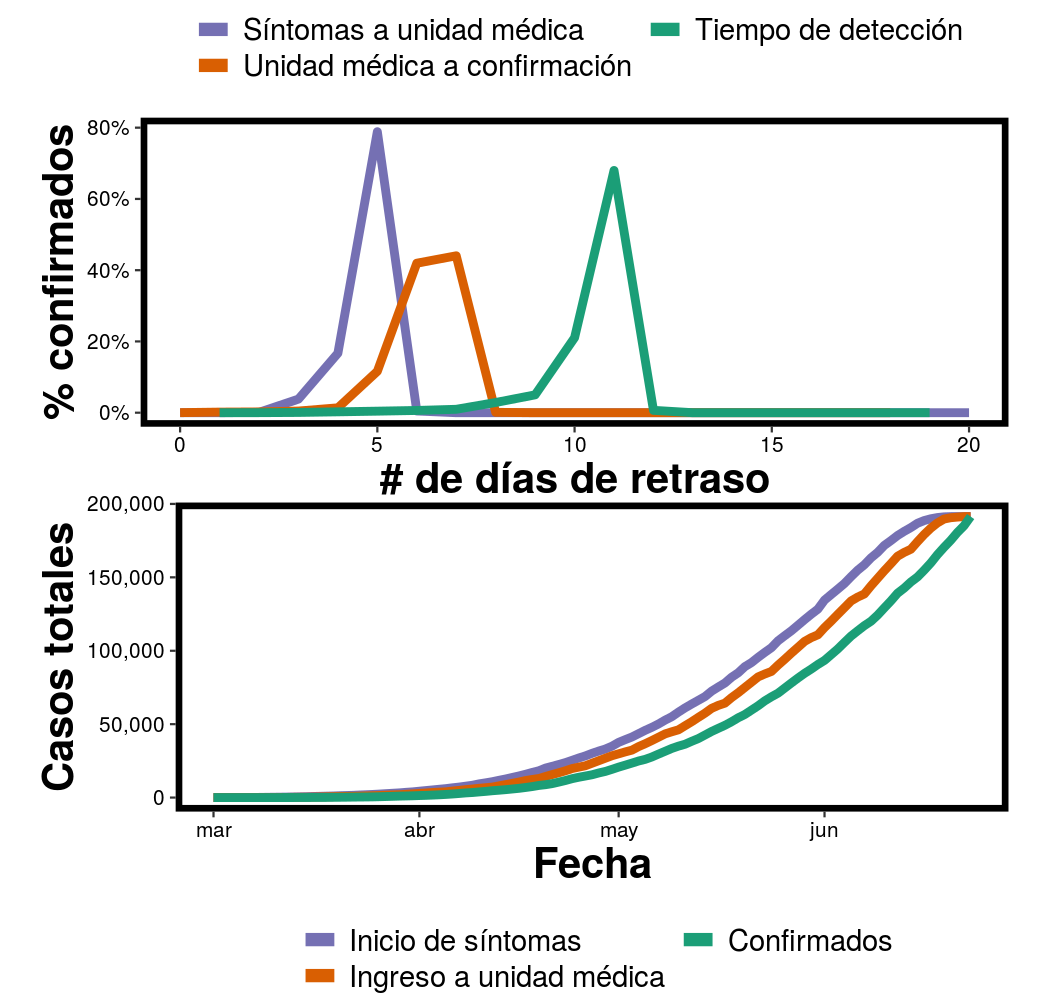 Síntomas a unidad médica
Tiempo de detección
Unidad médica a confirmación
% confirmados
80%
60%
40%
20%
0%
0
5
10
15
20
# de días de retraso
Casos totales
200,000
150,000
100,000
50,000
0
mar
abr
may
jun
Fecha
Inicio de síntomas
Confirmados
Ingreso a unidad médica